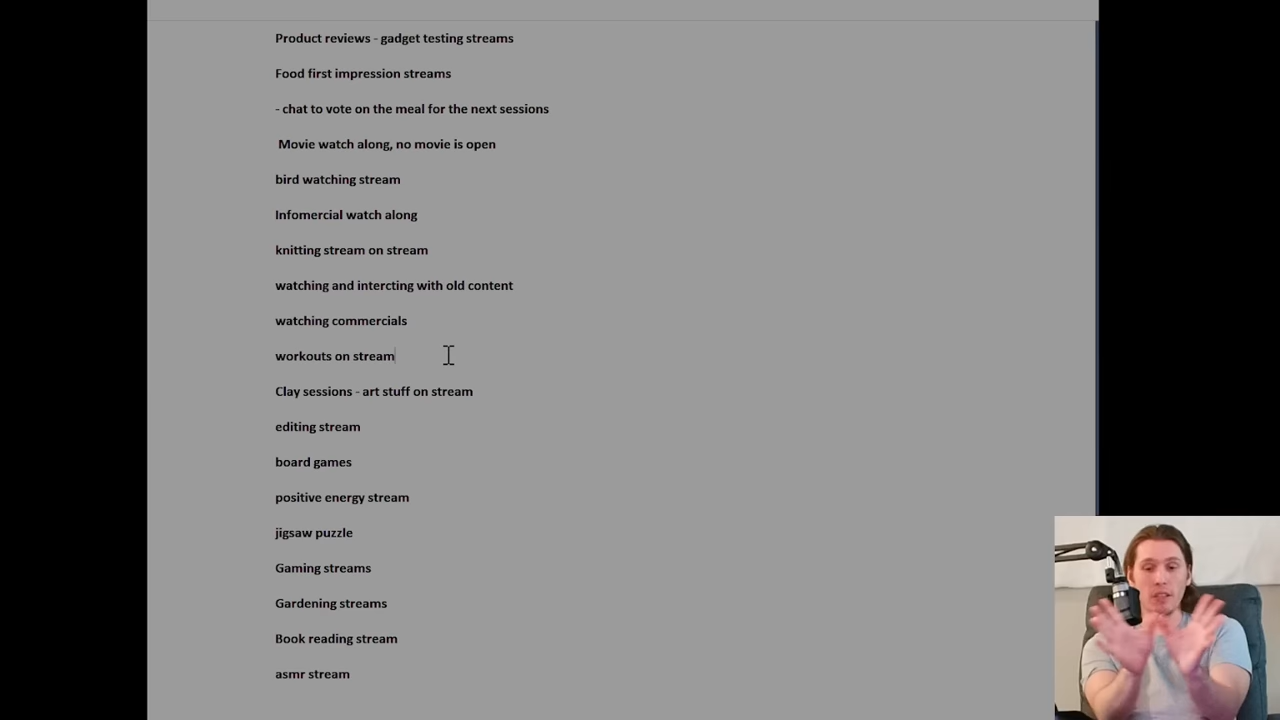 Product reviews - gadget testing streams
Food first impression streams
- chat to vote on the meal for the next sessions
Movie watch along, no movie is open
bird watching stream
Infomercial watch along
knitting stream on stream
watching and intercting with old content
watching commercials
workouts on stream
Clay sessions - art stuff on stream
editing stream
board games
positive energy stream
jigsaw puzzle
Gaming streams
Gardening streams
Book reading stream
asmr stream